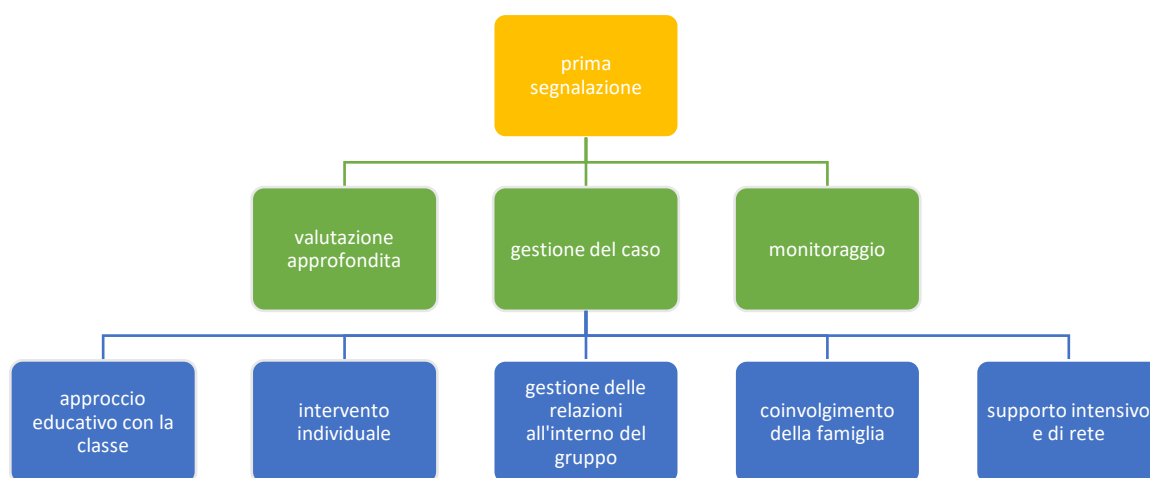 prima
segnalazione
valutazione
approfondita
gestione del caso
monitoraggio
approccio
educativo con la
classe
intervento
individuale
gestione delle
relazioni
all'interno del
gruppo
coinvolgimento
della famiglia
supporto intensivo
e di rete